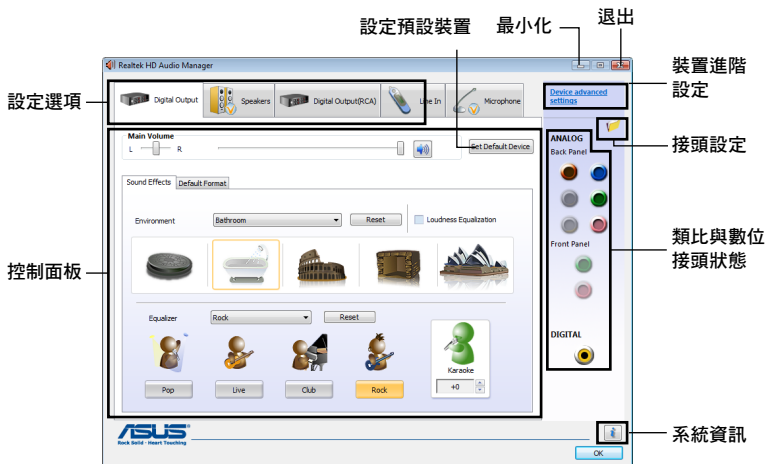 設定預設裝置
最小化
退出
Realtek HD Audio Manager
裝置進階
設定
設定選項
Digital Output
Speakers
Digital Output(RCA)
Line In
Microphone
Device advanced
settings
接頭設定
Main Volume
L
R
Set Default Device
ANALOG
Back Panel
Sound Effects
Default Format
Environment
Bathroom
Reset
Loudness Equalization
類比與數位
接頭狀態
Front Panel
控制面板
Equalizer
Rock
Reset
DIGITAL
Karaoke
Pop
Live
Club
Rock
+0
ASUS
Rock Solid · Heart Touching
系統資訊
OK